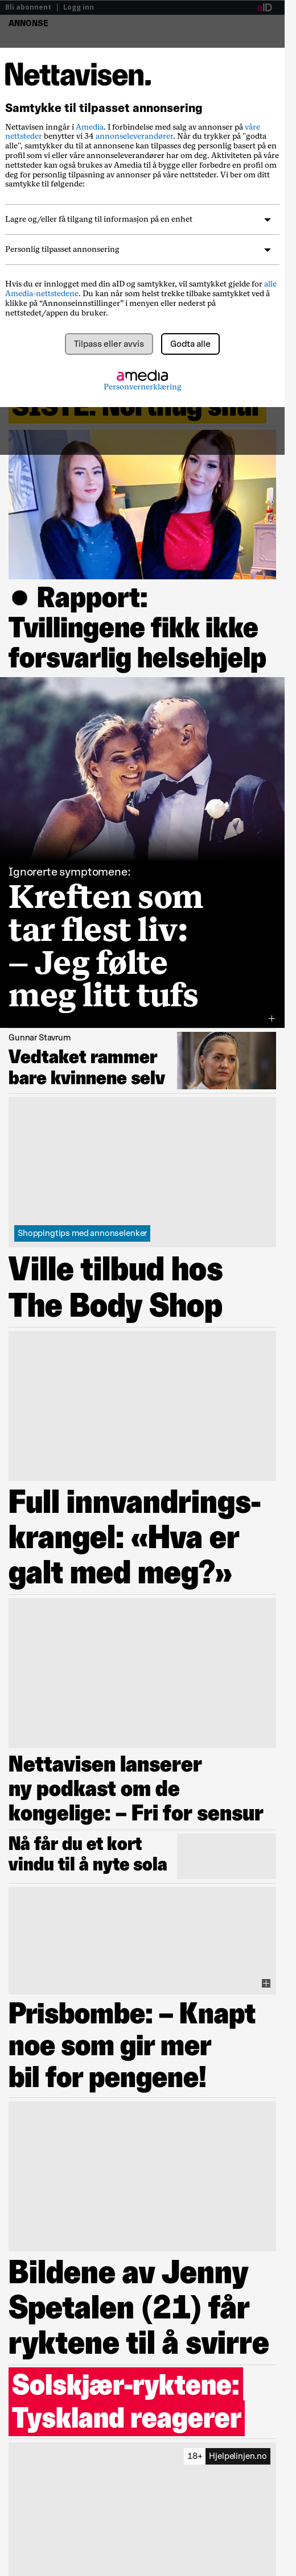 Bli abonnent | Logg inn aID
ANNONSE
Nettavisen.
Samtykke til tilpasset annonsering
Nettavisen inngår i Amedia. I forbindelse med salg av annonser på våre
nettsteder benytter vi 34 annonseleverandører. Når du trykker på "godta
alle", samtykker du til at annonsene kan tilpasses deg personlig basert på en
profil som vi eller våre annonseleverandører har om deg. Aktiviteten på våre
nettsteder kan også brukes av Amedia til å bygge eller forbedre en profil om
deg for personlig tilpasning av annonser på våre nettsteder. Vi ber om ditt
samtykke til følgende:
Lagre og/eller få tilgang til informasjon på en enhet
Personlig tilpasset annonsering
Hvis du er innlogget med din aID og samtykker, vil samtykket gjelde for alle
Amedia-nettstedene. Du kan når som helst trekke tilbake samtykket ved å
klikke på “Annonseinnstillinger” i menyen eller nederst på
nettstedet/appen du bruker.
Tilpass eller avvis
Godta alle
amedia
Personvernerklæring
● Rapport:
Tvillingene fikk ikke
forsvarlig helsehjelp
Ignorerte symptomene:
Kreften som
tar flest liv:
– Jeg følte
meg litt tufs
Gunnar Stavrum
Vedtaket rammer
bare kvinnene selv
Shoppingtips med annonselenker
Ville tilbud hos
The Body Shop
Full innvandrings-
krangel: «Hva er
galt med meg?»
Nettavisen lanserer
ny podkast om de
kongelige: – Fri for sensur
Nå får du et kort
vindu til å nyte sola
Prisbombe: – Knapt
noe som gir mer
bil for pengene!
Bildene av Jenny
Spetalen (21) får
ryktene til å svirre
Solskjær-ryktene:
Tyskland reagerer
18+ Hjelpelinjen.no